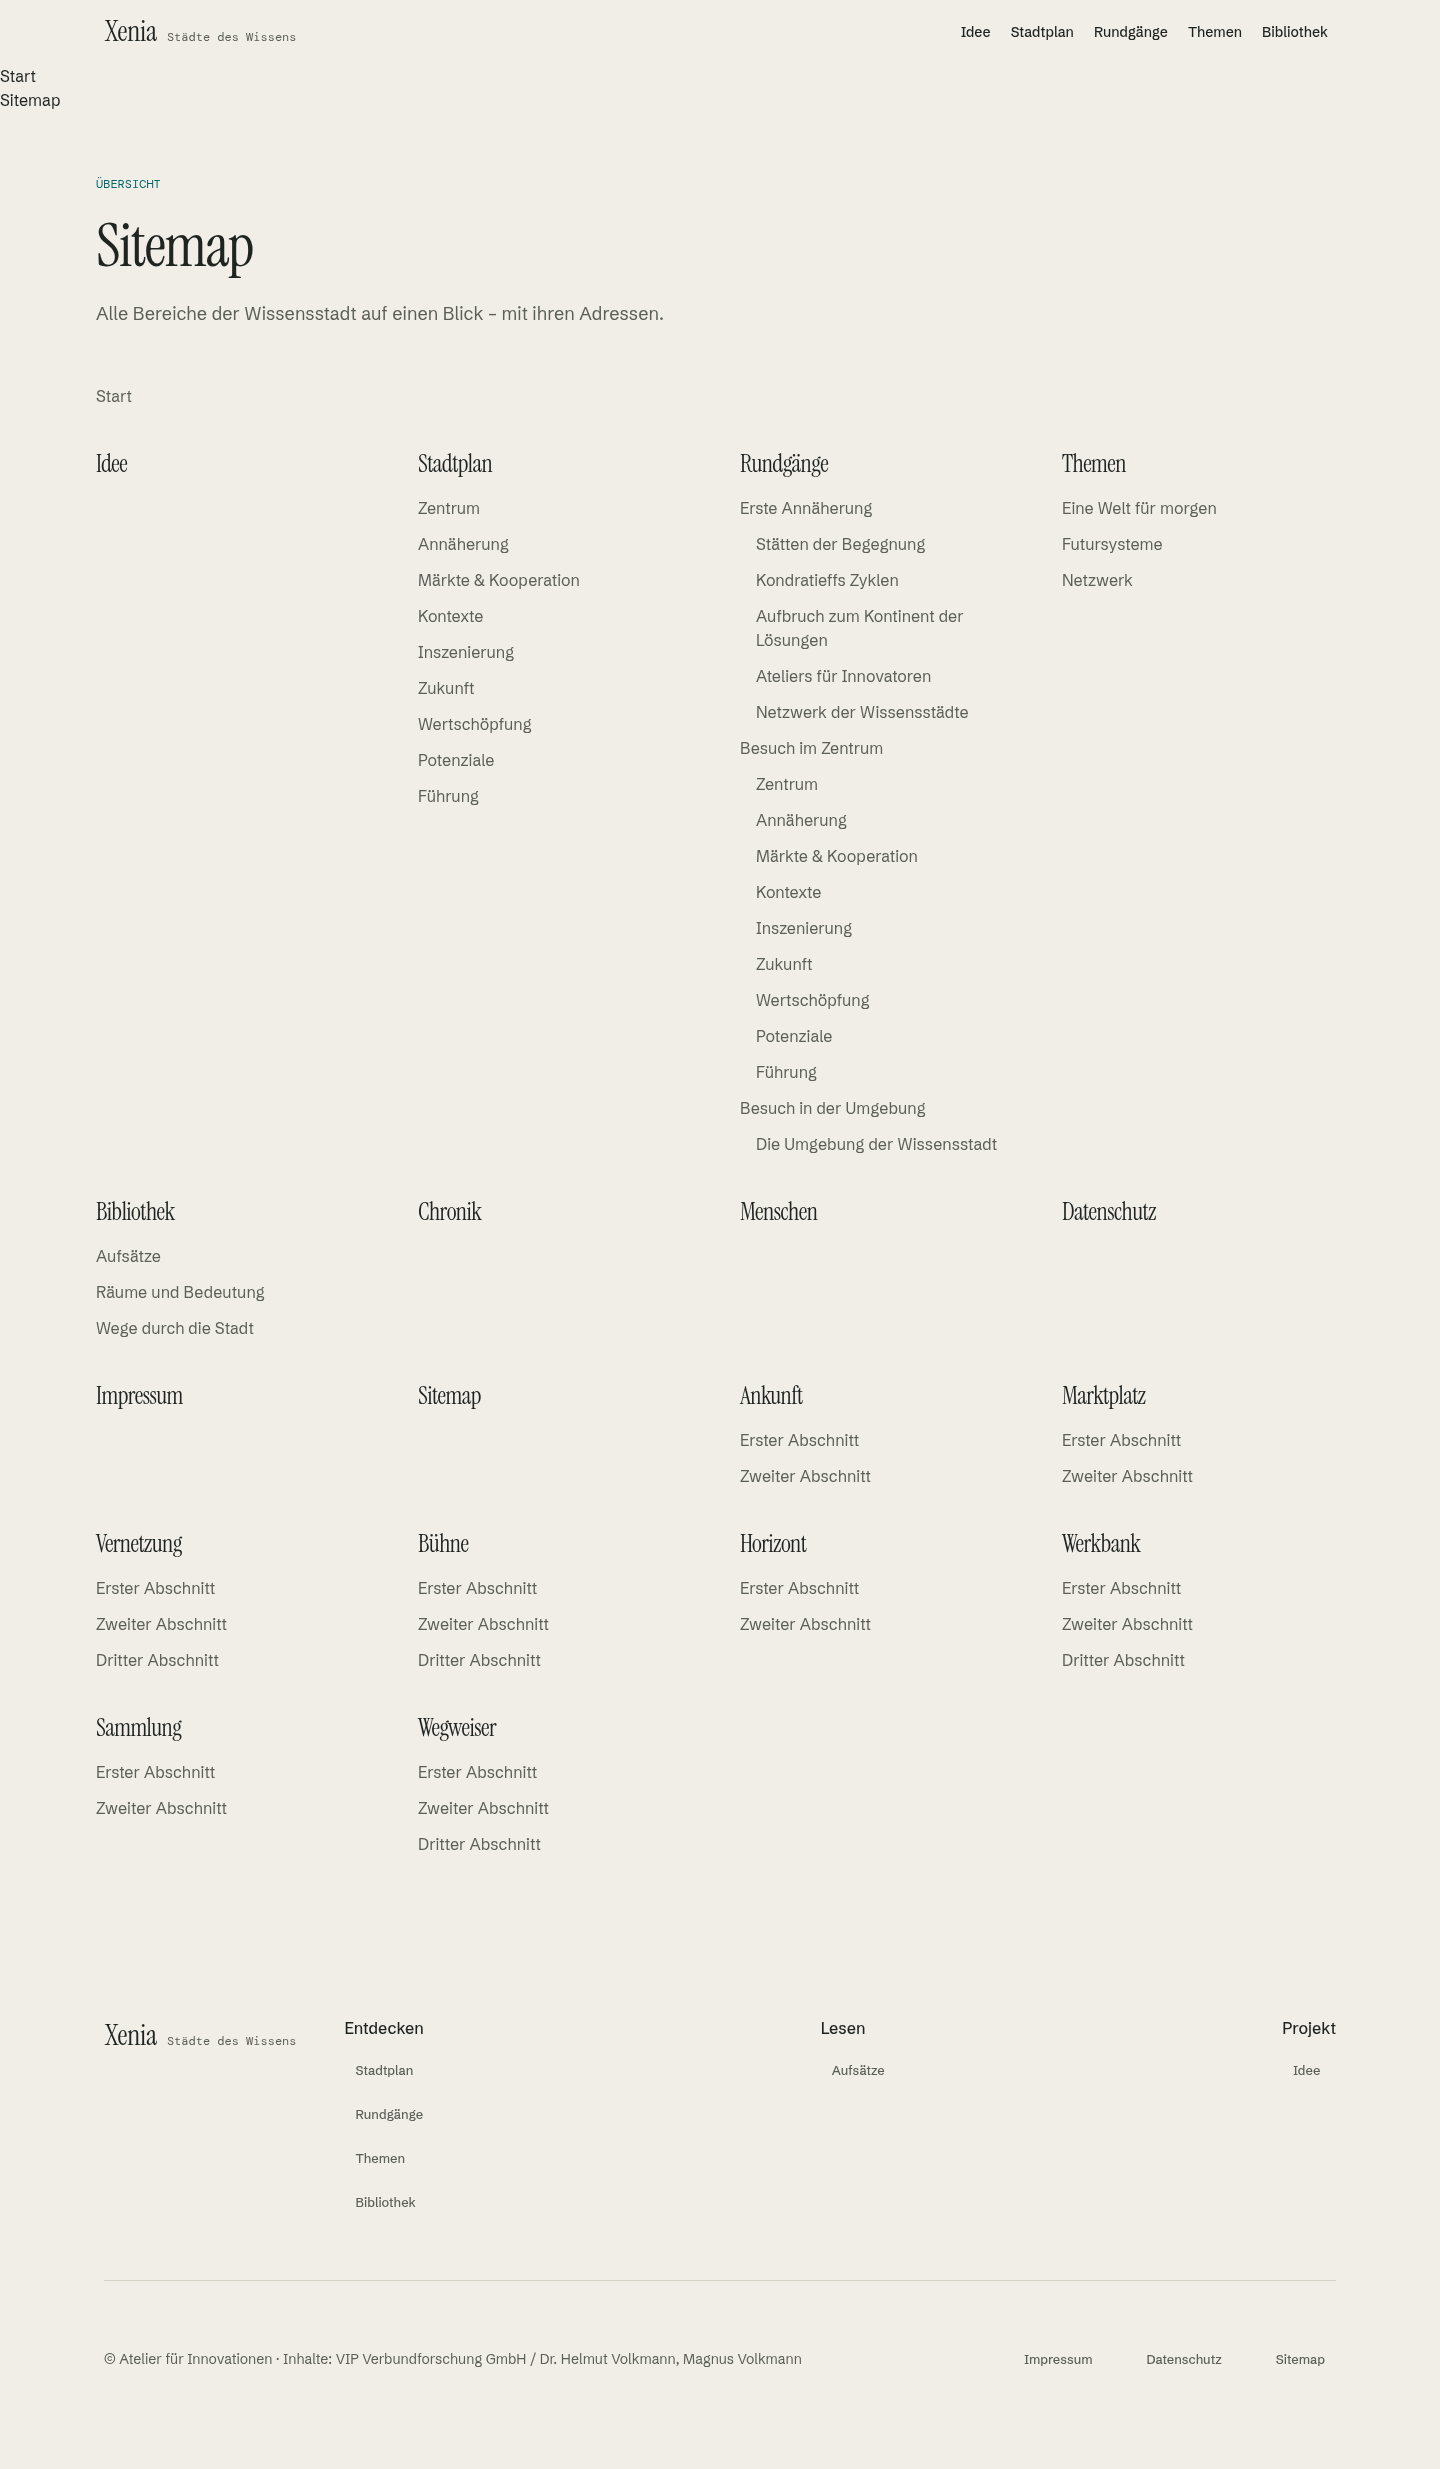 Xenia Städte des Wissens
Idee Stadtplan Rundgänge Themen Bibliothek
Start
Sitemap
ÜBERSICHT
Sitemap
Alle Bereiche der Wissensstadt auf einen Blick – mit ihren Adressen.
Start
Idee
Stadtplan
Zentrum
Annäherung
Märkte & Kooperation
Kontexte
Inszenierung
Zukunft
Wertschöpfung
Potenziale
Führung
Rundgänge
Erste Annäherung
Stätten der Begegnung
Kondratieffs Zyklen
Aufbruch zum Kontinent der
Lösungen
Ateliers für Innovatoren
Netzwerk der Wissensstädte
Besuch im Zentrum
Zentrum
Annäherung
Märkte & Kooperation
Kontexte
Inszenierung
Zukunft
Wertschöpfung
Potenziale
Führung
Besuch in der Umgebung
Die Umgebung der Wissensstadt
Themen
Eine Welt für morgen
Futursysteme
Netzwerk
Bibliothek
Aufsätze
Räume und Bedeutung
Wege durch die Stadt
Chronik
Menschen
Datenschutz
Impressum
Sitemap
Ankunft
Erster Abschnitt
Zweiter Abschnitt
Marktplatz
Erster Abschnitt
Zweiter Abschnitt
Vernetzung
Erster Abschnitt
Zweiter Abschnitt
Dritter Abschnitt
Bühne
Erster Abschnitt
Zweiter Abschnitt
Dritter Abschnitt
Horizont
Erster Abschnitt
Zweiter Abschnitt
Werkbank
Erster Abschnitt
Zweiter Abschnitt
Dritter Abschnitt
Sammlung
Erster Abschnitt
Zweiter Abschnitt
Wegweiser
Erster Abschnitt
Zweiter Abschnitt
Dritter Abschnitt
Xenia Städte des Wissens
Entdecken
Stadtplan
Rundgänge
Themen
Bibliothek
Lesen
Aufsätze
Projekt
Idee
© Atelier für Innovationen · Inhalte: VIP Verbundforschung GmbH / Dr. Helmut Volkmann, Magnus Volkmann
Impressum Datenschutz Sitemap